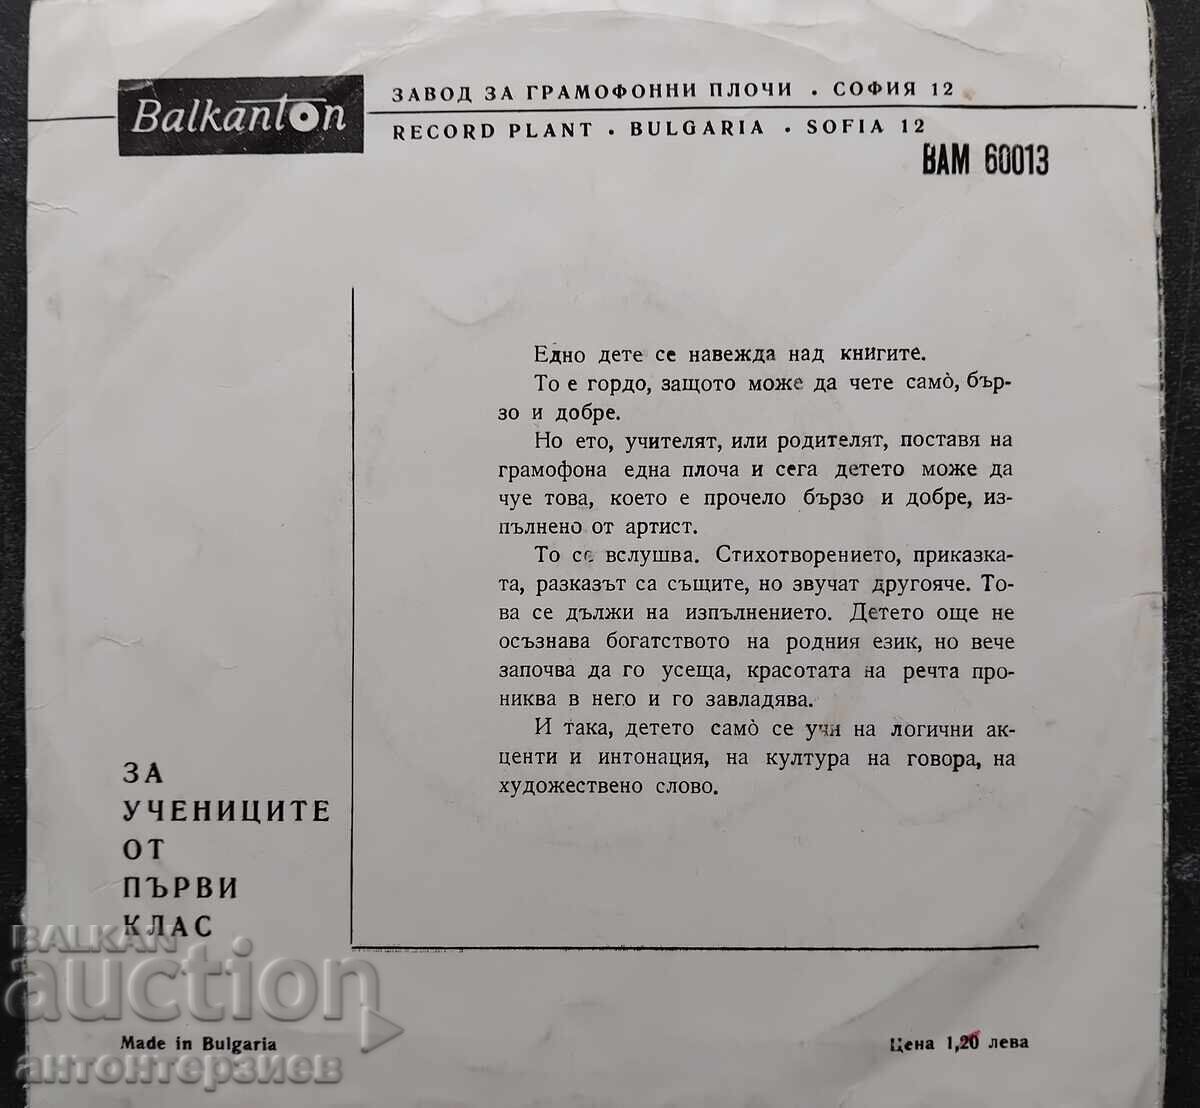 Balkanton
ЗАВОД ЗА ГРАМОФОННИ ПЛОЧИ . СОФИЯ 12
RECORD PLANT . BULGARIA . SOFIA 12
ВАМ 60013
Едно дете се навежда над книгите.
То е гордо, защото може да чете само̀, бър-
зо и добре.
Но ето, учителят, или родителят, поставя на
грамофона една плоча и сега детето може да
чуе това, което е прочело бързо и добре, из-
пълнено от артист.
То се вслушва. Стихотворението, приказка-
та, разказът са същите, но звучат другояче. То-
ва се дължи на изпълнението. Детето още не
осъзнава богатството на родния език, но вече
започва да го усеща, красотата на речта про-
никва в него и го завладява.
И така, детето само̀ се учи на логични ак-
центи и интонация, на култура на говора, на
художествено слово.
ЗА
УЧЕНИЦИТЕ
ОТ
ПЪРВИ
КЛАС
BALKAN
auction
Made in Bulgaria
Цена 1,20 лева
антонтерзиев